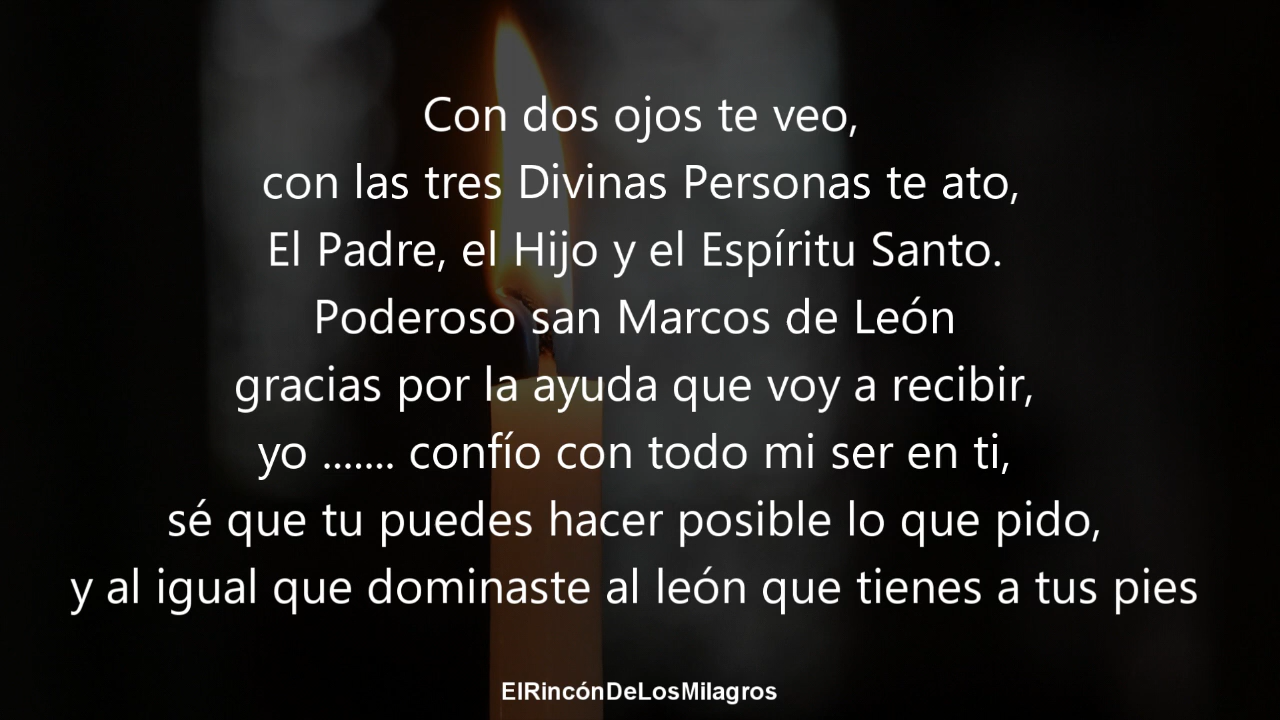 Con dos ojos te veo,
con las tres Divinas Personas te ato,
El Padre, el Hijo y el Espíritu Santo.
Poderoso san Marcos de León
gracias por la ayuda que voy a recibir,
yo ....... confío con todo mi ser en ti,
sé que tu puedes hacer posible lo que pido,
y al igual que dominaste al león que tienes a tus pies
ElRincónDeLosMilagros